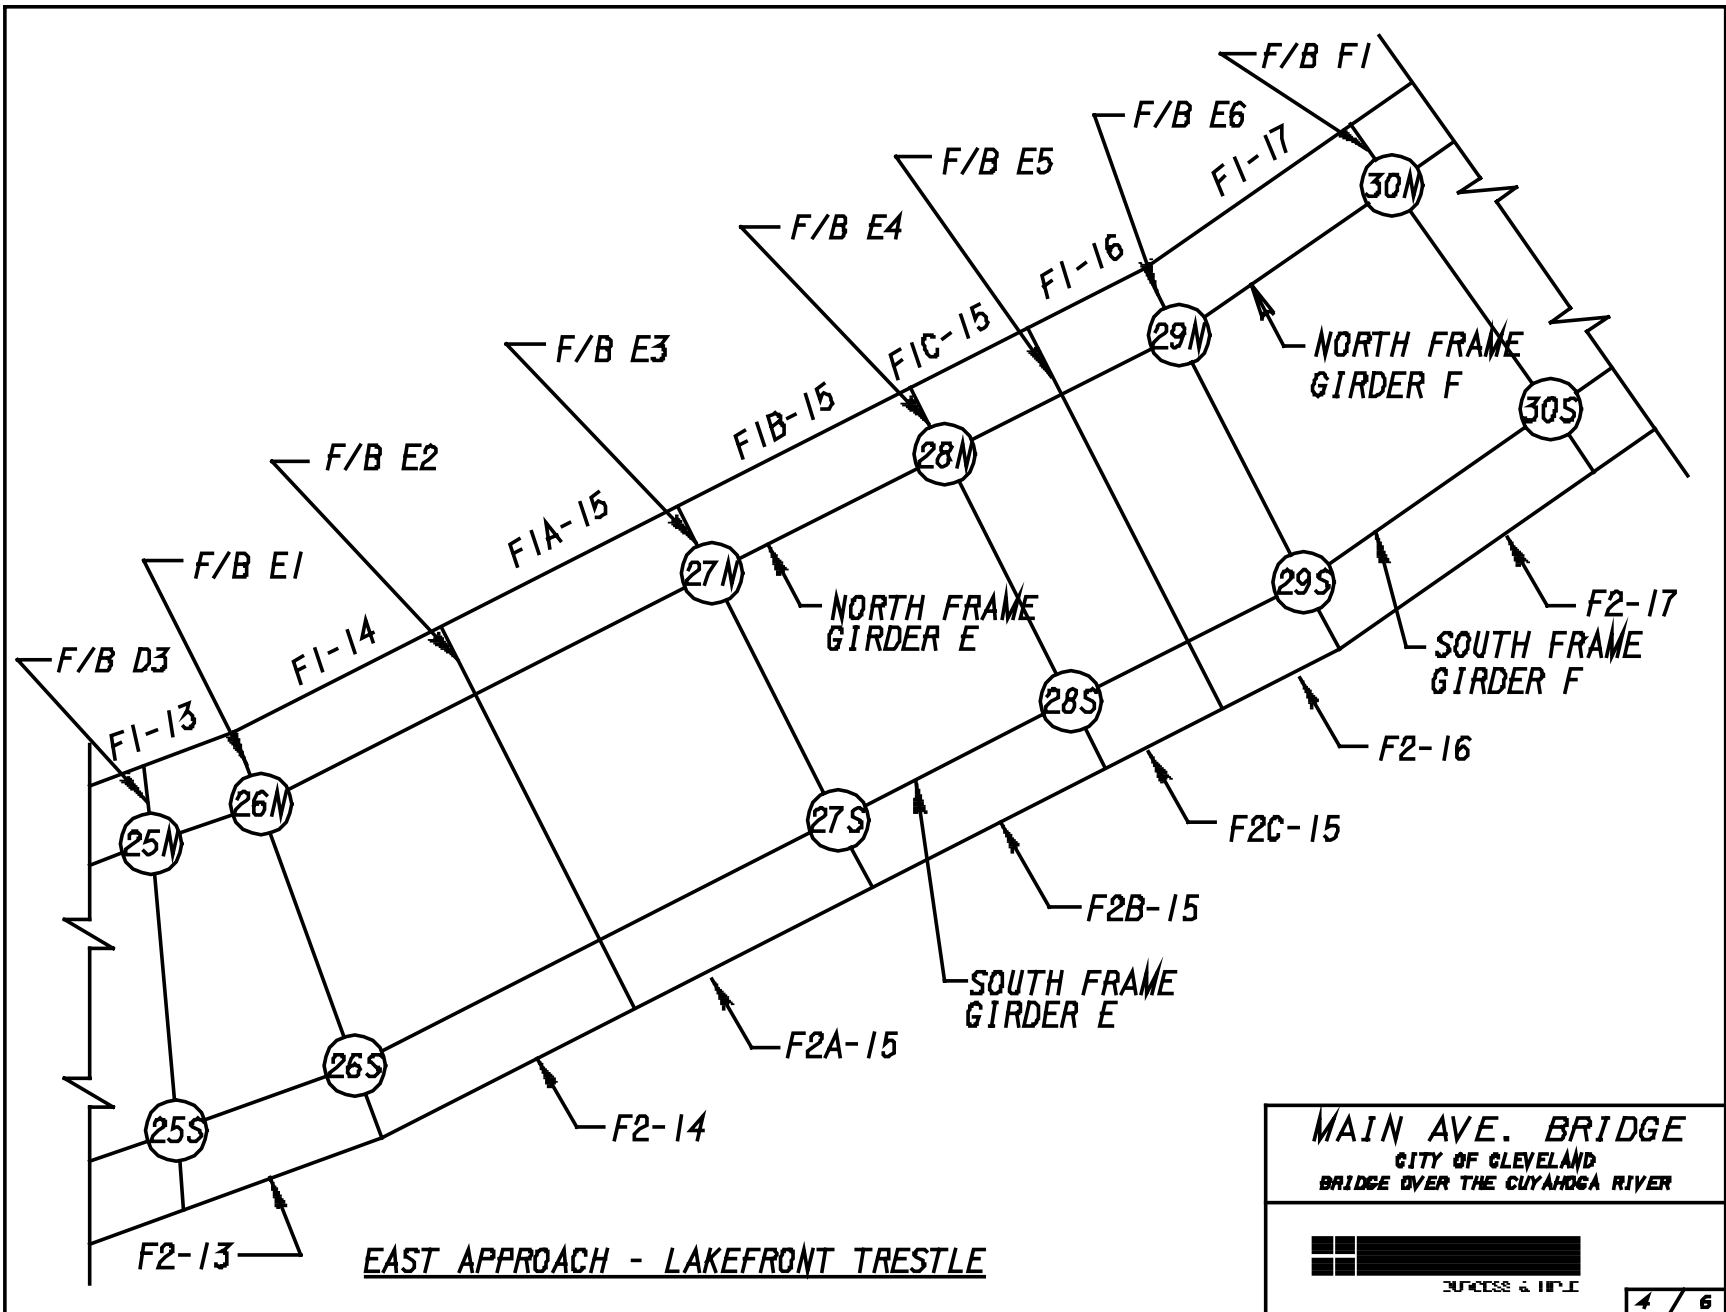 F/B F1
F/B E6
F1-17
F/B E5
30N
F/B E4
F1-16
F1C-15
29N
NORTH FRAME
GIRDER F
F/B E3
F1B-15
30S
28N
F/B E2
F1A-15
F/B E1
27N
29S
NORTH FRAME
GIRDER E
F2-17
SOUTH FRAME
GIRDER F
F1-14
F/B D3
28S
F1-13
F2-16
26N
27S
F2C-15
25N
F2B-15
SOUTH FRAME
GIRDER E
F2A-15
26S
F2-14
25S
F2-13
EAST APPROACH - LAKEFRONT TRESTLE
MAIN AVE. BRIDGE
CITY OF CLEVELAND
BRIDGE OVER THE CUYAHOGA RIVER
4 / 6